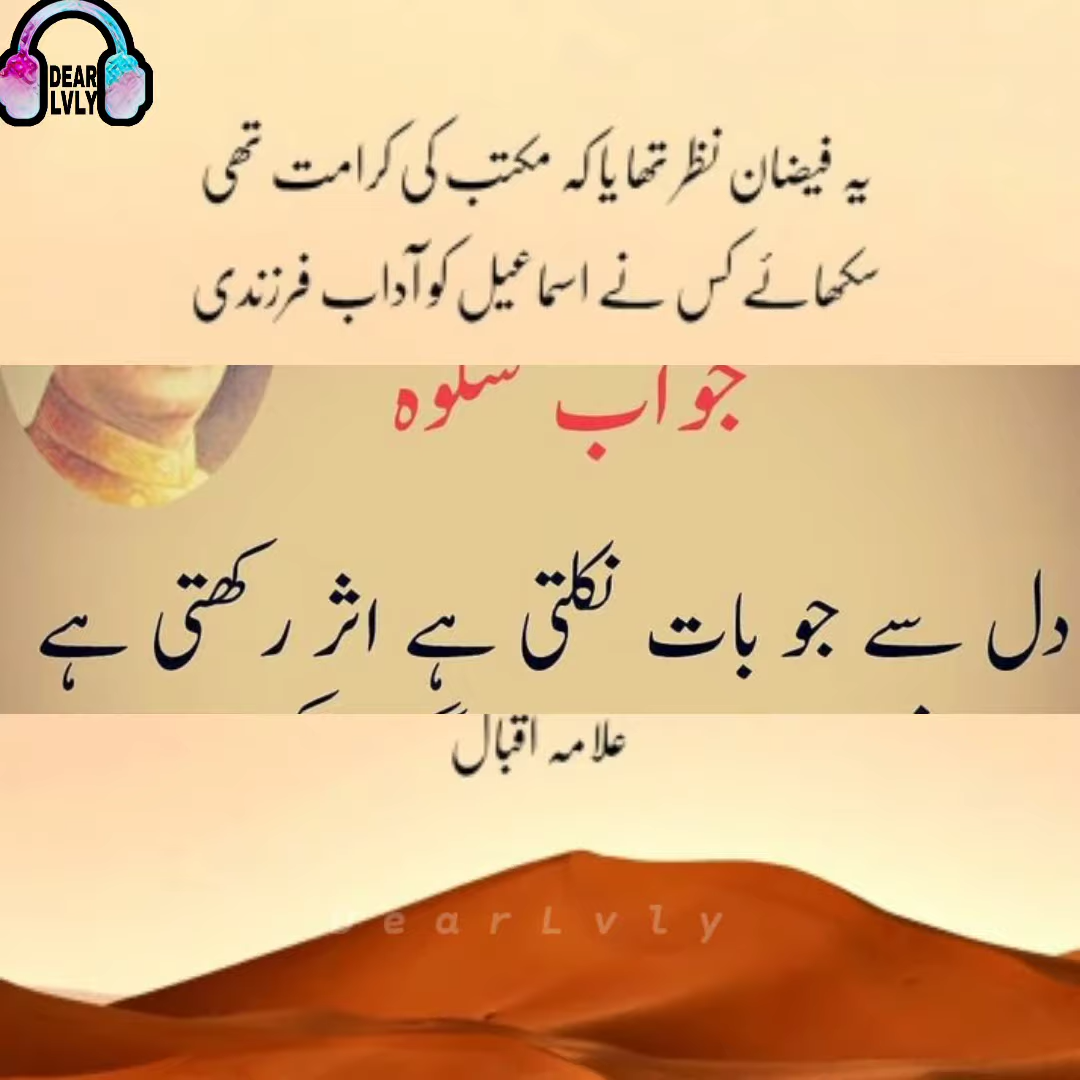 DEAR
LVLY
یہ فیضان نظر تھا یا کہ مکتب کی کرامت تھی
سکھائے کس نے اسماعیل کو آداب فرزندی
جواب شکوہ
دل سے جو بات نکلتی ہے اثر رکھتی ہے
علامہ اقبال
DearLvly